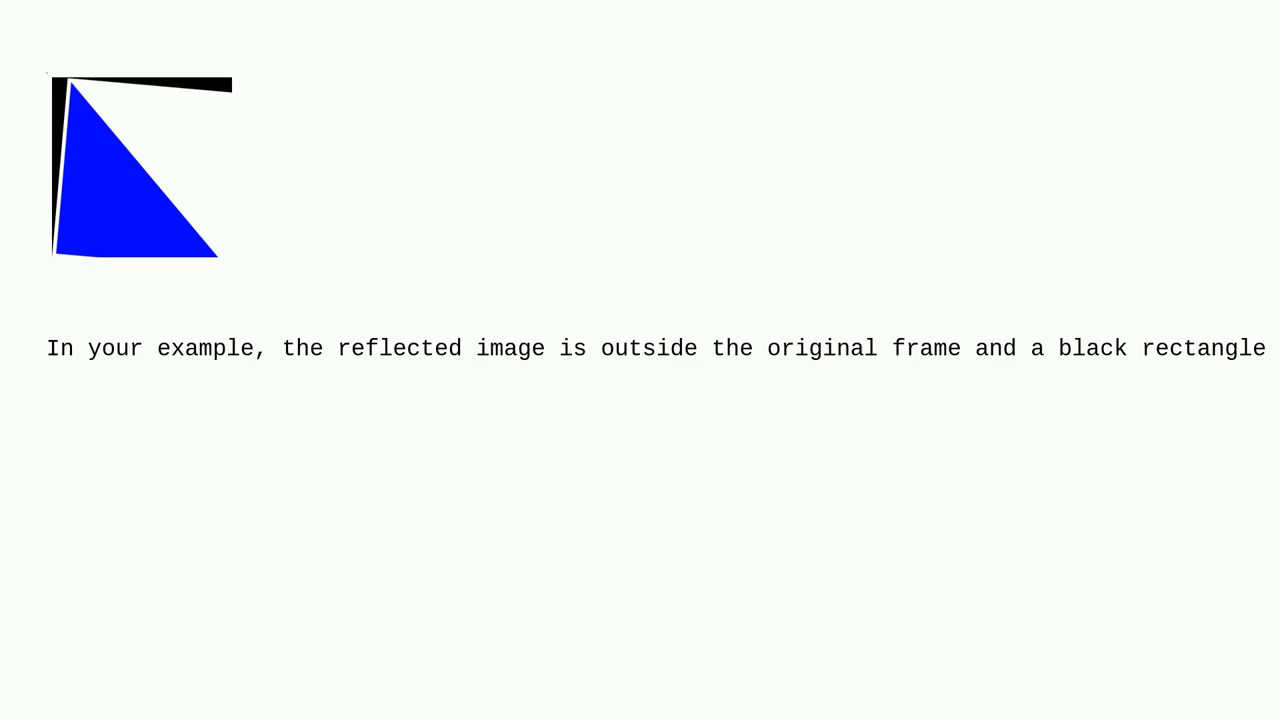 In your example, the reflected image is outside the original frame and a black rectangle